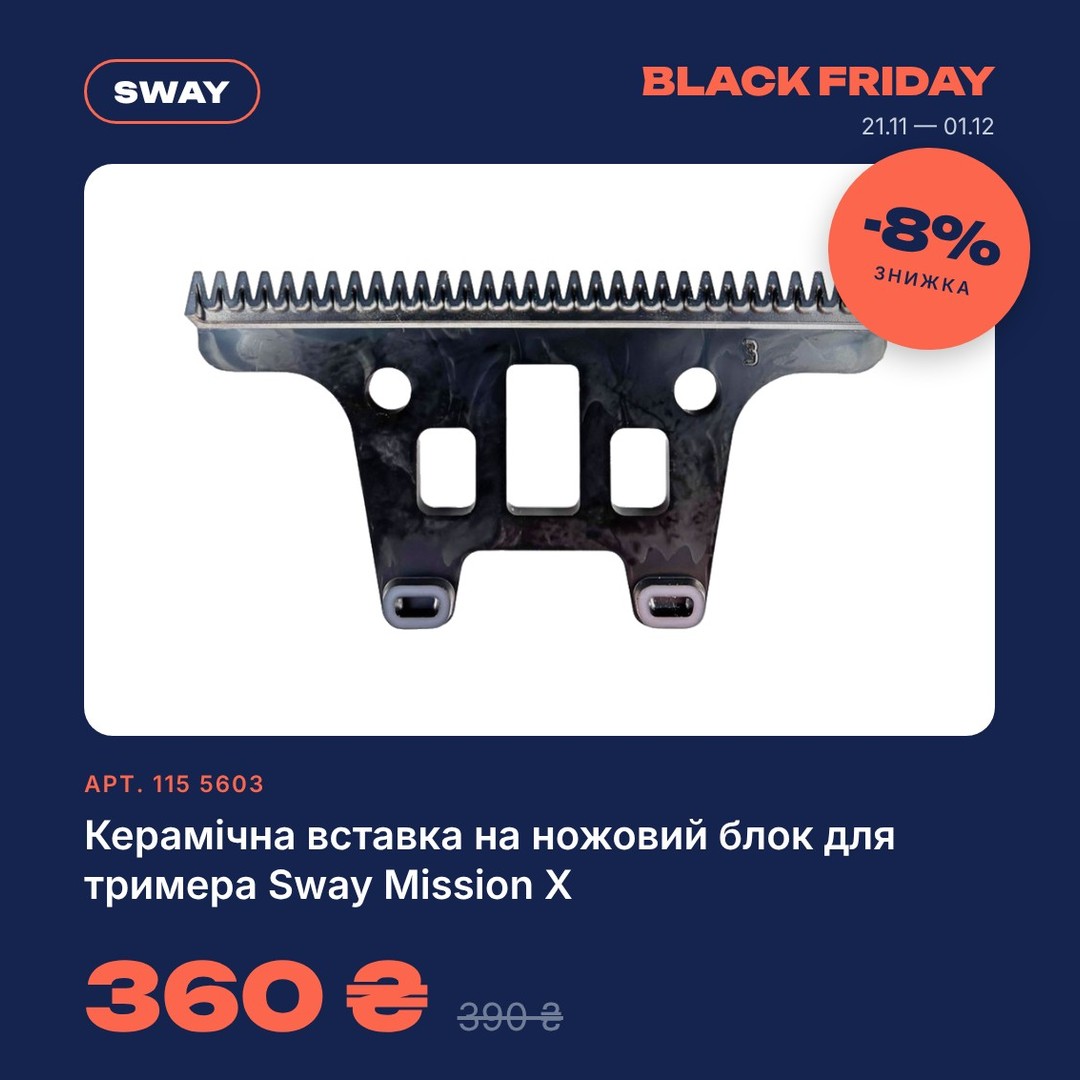 SWAY
BLACK FRIDAY
21.11 — 01.12
-8%
ЗНИЖКА
3
АРТ. 115 5603
Керамічна вставка на ножовий блок для
тримера Sway Mission X
360 ₴ 390 ₴